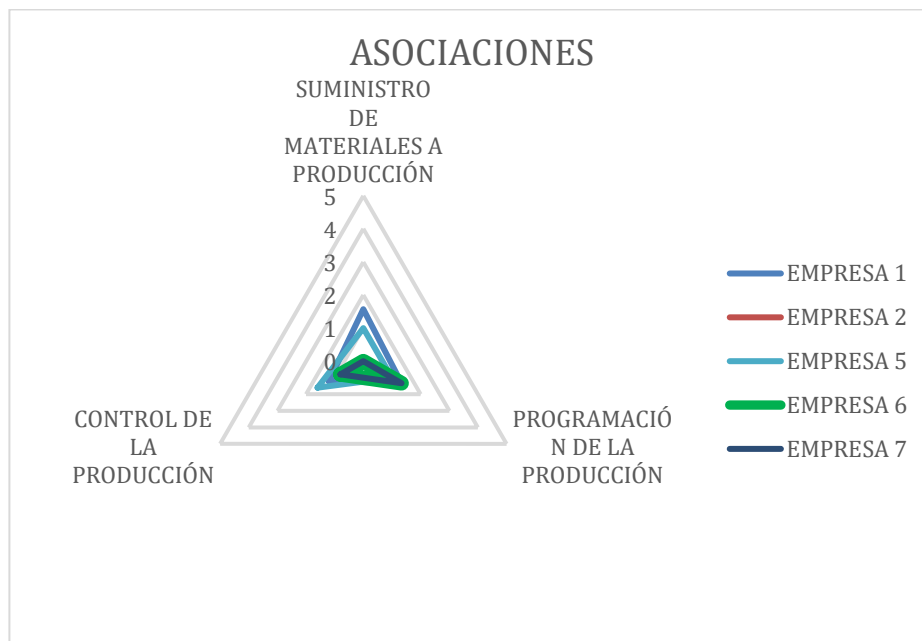 ASOCIACIONES
SUMINISTRO
DE
MATERIALES A
PRODUCCIÓN
5
4
3
2
1
0
CONTROL DE
LA
PRODUCCIÓN
PROGRAMACIÓ
N DE LA
PRODUCCIÓN
EMPRESA 1
EMPRESA 2
EMPRESA 5
EMPRESA 6
EMPRESA 7